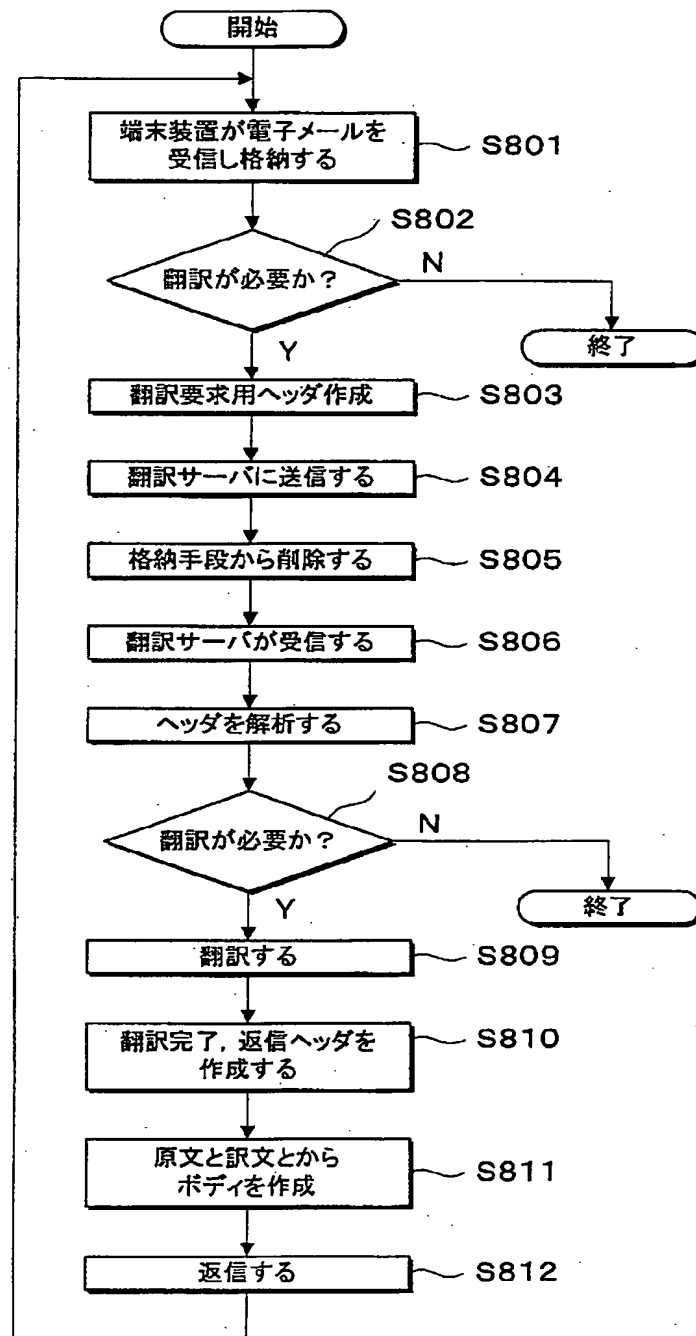 開始
端末装置が電子メールを
受信し格納する
S801
S802
翻訳が必要か？
N
終了
Y
翻訳要求用ヘッダ作成
S803
翻訳サーバに送信する
S804
格納手段から削除する
S805
翻訳サーバが受信する
S806
ヘッダを解析する
S807
S808
翻訳が必要か？
N
終了
Y
翻訳する
S809
翻訳完了，返信ヘッダを
作成する
S810
原文と訳文とから
ボディを作成
S811
返信する
S812